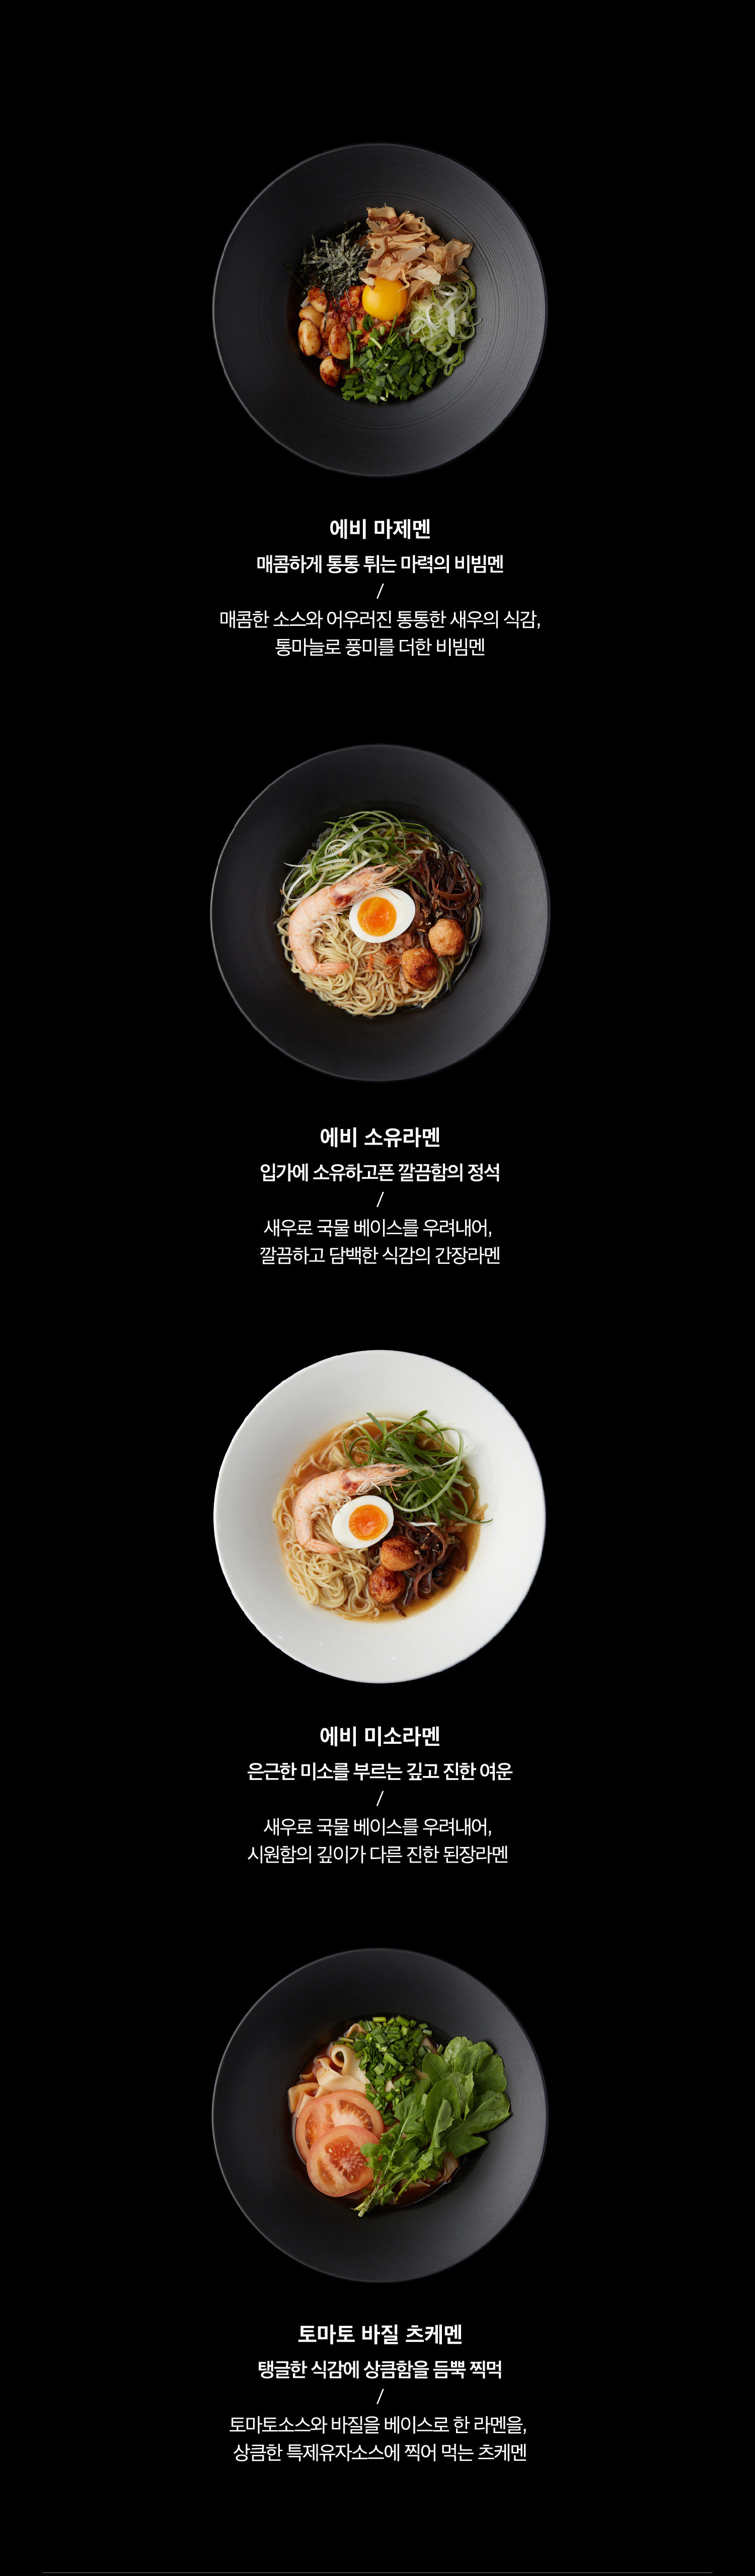 에비 마제멘
매콤하게 통통 튀는 마력의 비빔멘
/
매콤한 소스와 어우러진 통통한 새우의 식감,
통마늘로 풍미를 더한 비빔멘
에비 소유라멘
입가에 소유하고픈 깔끔함의 정석
/
새우로 국물 베이스를 우려내어,
깔끔하고 담백한 식감의 간장라멘
에비 미소라멘
은근한 미소를 부르는 깊고 진한 여운
/
새우로 국물 베이스를 우려내어,
시원함의 깊이가 다른 진한 된장라멘
토마토 바질 츠케멘
탱글한 식감에 상큼함을 듬뿍 찍먹
/
토마토소스와 바질을 베이스로 한 라멘을,
상큼한 특제유자소스에 찍어 먹는 츠케멘